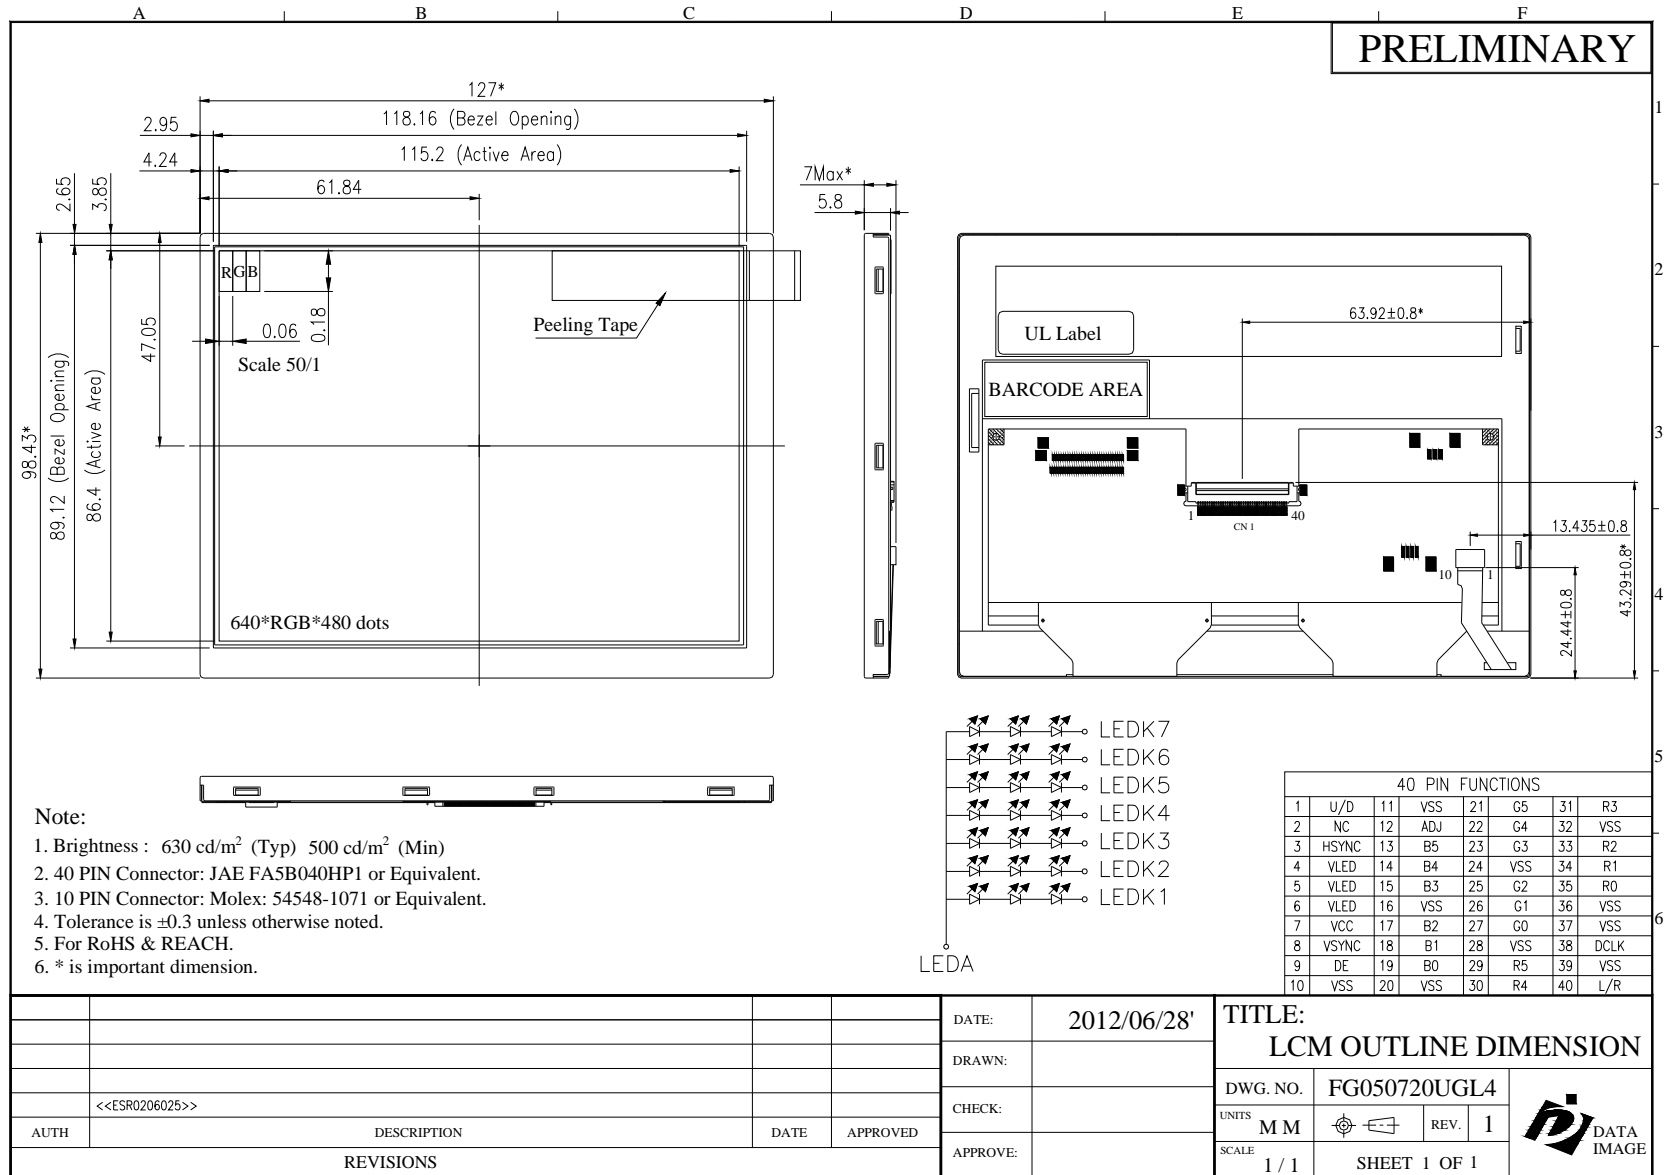 A B C D E F
PRELIMINARY
1
2
3
4
5
6
127*
118.16 (Bezel Opening)
115.2 (Active Area)
61.84
2.95
4.24
2.65
3.85
98.43*
89.12 (Bezel Opening)
86.4 (Active Area)
47.05
RGB
0.06
0.18
Scale 50/1
Peeling Tape
640*RGB*480 dots
7Max*
5.8
UL Label
BARCODE AREA
63.92±0.8*
1 40
CN 1
10 1
13.435±0.8
24.44±0.8
43.29±0.8*
LEDK7
LEDK6
LEDK5
LEDK4
LEDK3
LEDK2
LEDK1
LEDA
Note:
1. Brightness : 630 cd/m² (Typ) 500 cd/m² (Min)
2. 40 PIN Connector: JAE FA5B040HP1 or Equivalent.
3. 10 PIN Connector: Molex: 54548-1071 or Equivalent.
4. Tolerance is ±0.3 unless otherwise noted.
5. For RoHS & REACH.
6. * is important dimension.
40 PIN FUNCTIONS
1 U/D 11 VSS 21 G5 31 R3
2 NC 12 ADJ 22 G4 32 VSS
3 HSYNC 13 B5 23 G3 33 R2
4 VLED 14 B4 24 VSS 34 R1
5 VLED 15 B3 25 G2 35 R0
6 VLED 16 VSS 26 G1 36 VSS
7 VCC 17 B2 27 G0 37 VSS
8 VSYNC 18 B1 28 VSS 38 DCLK
9 DE 19 B0 29 R5 39 VSS
10 VSS 20 VSS 30 R4 40 L/R
<<ESR0206025>>
AUTH DESCRIPTION DATE APPROVED
REVISIONS
DATE: 2012/06/28'
DRAWN:
CHECK:
APPROVE:
TITLE:
LCM OUTLINE DIMENSION
DWG. NO. FG050720UGL4
UNITS M M REV. 1
SCALE 1 / 1 SHEET 1 OF 1
DATA
IMAGE